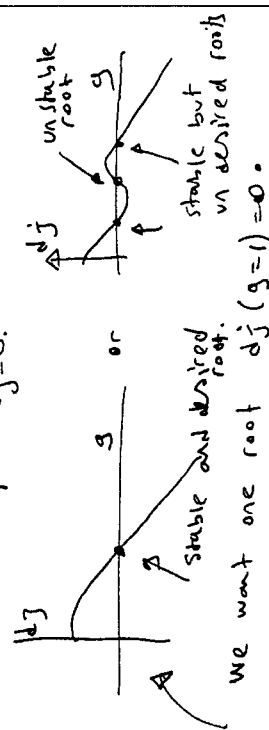 =0.
dj
g
stable and desired
root.
or
unstable
root
dj
g
stable but
undesired roots
We want one root dj (g=1)=0.